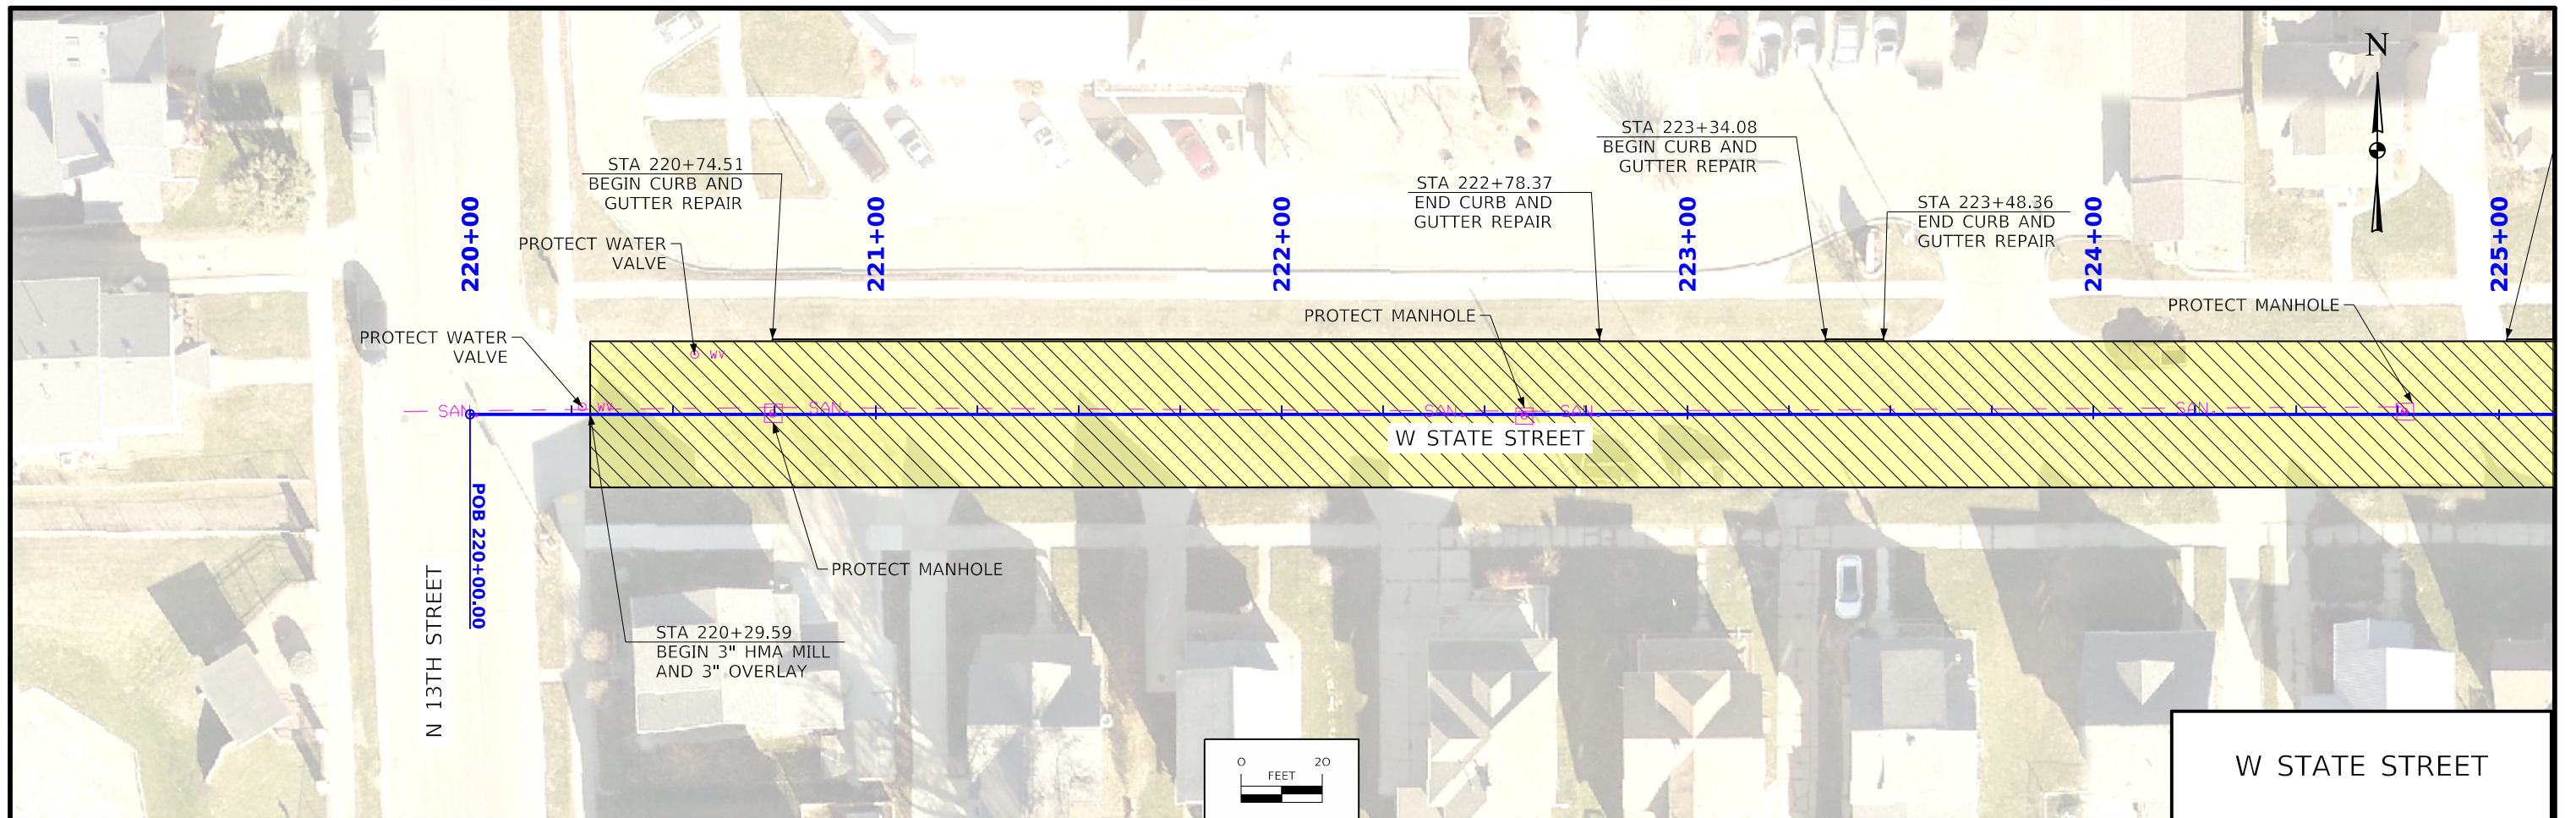 N
STA 220+74.51
BEGIN CURB AND
GUTTER REPAIR
STA 222+78.37
END CURB AND
GUTTER REPAIR
STA 223+34.08
BEGIN CURB AND
GUTTER REPAIR
STA 223+48.36
END CURB AND
GUTTER REPAIR
220+00
221+00
222+00
223+00
224+00
225+00
PROTECT WATER
VALVE
PROTECT WATER
VALVE
PROTECT MANHOLE
PROTECT MANHOLE
WV
SAN.
WV
SAN.
SAN.
SAN.
SAN.
W STATE STREET
POB 220+00.00
N 13TH STREET
PROTECT MANHOLE
STA 220+29.59
BEGIN 3" HMA MILL
AND 3" OVERLAY
0 20
FEET
W STATE STREET